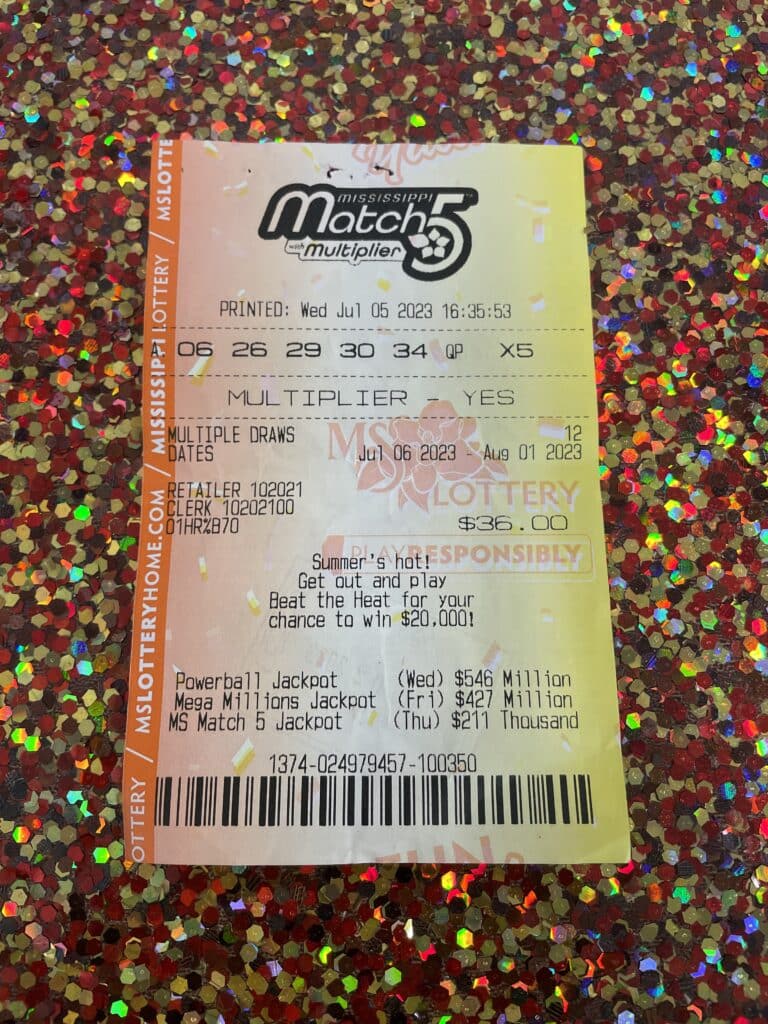 MISSISSIPPI
Match 5
with Multiplier
PRINTED: Wed Jul 05 2023 16:35:53
A 06 26 29 30 34 QP X5
MULTIPLIER - YES
MULTIPLE DRAWS 12
DATES Jul 06 2023 - Aug 01 2023
MS LOTTERY
RETAILER 102021
CLERK 10202100
01HR%B70 $36.00
PLAY RESPONSIBLY
Summer's hot!
Get out and play
Beat the Heat for your
chance to win $20,000!
Powerball Jackpot (Wed) $546 Million
Mega Millions Jackpot (Fri) $427 Million
MS Match 5 Jackpot (Thu) $211 Thousand
1374-024979457-100350
OTTERY / MSLOTTERYHOME.COM / MISSISSIPPI LOTTERY / MSLOTTE